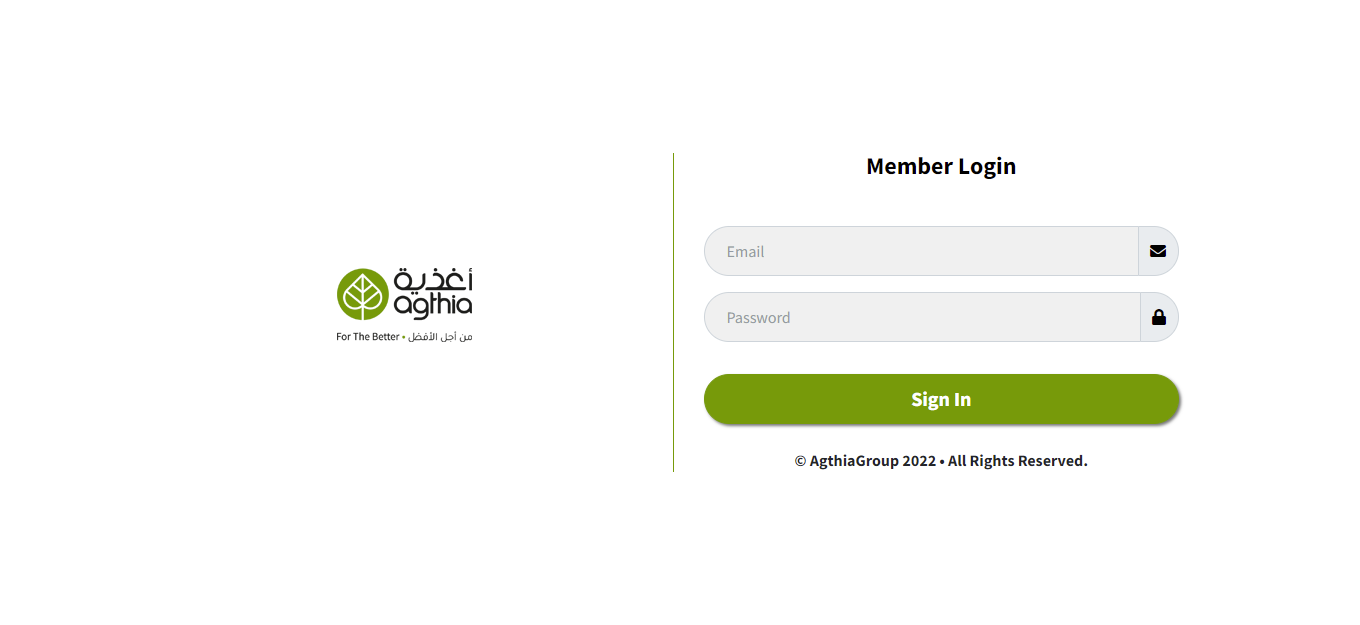 أغذية
agthia
For The Better • من أجل الأفضل
Member Login
Email
Password
Sign In
© AgthiaGroup 2022 • All Rights Reserved.